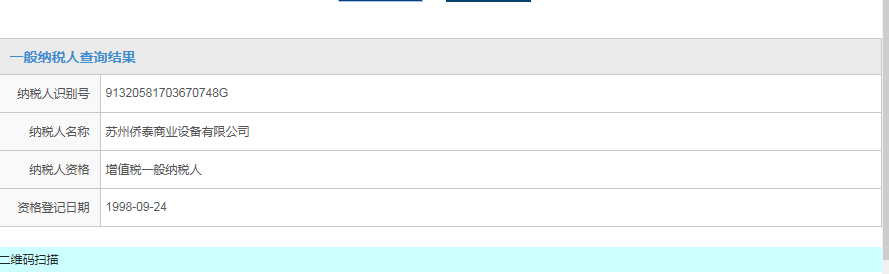 一般纳税人查询结果
纳税人识别号 91320581703670748G
纳税人名称 苏州侨泰商业设备有限公司
纳税人资格 增值税一般纳税人
资格登记日期 1998-09-24
二维码扫描